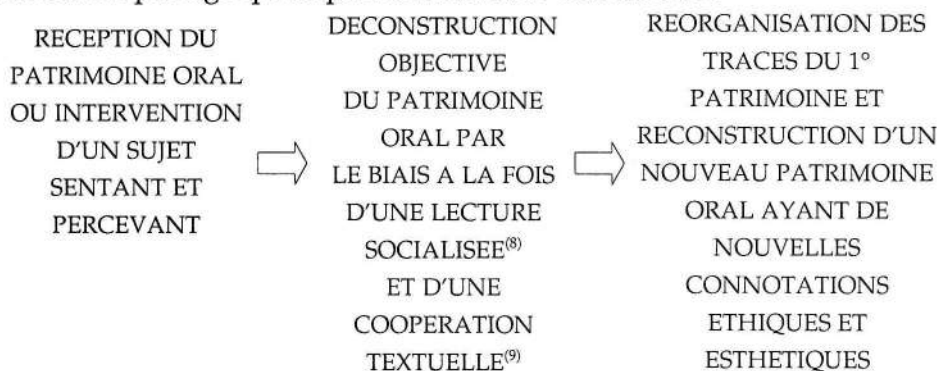 RECEPTION DU
PATRIMOINE ORAL
OU INTERVENTION
D'UN SUJET
SENTANT ET
PERCEVANT
DECONSTRUCTION
OBJECTIVE
DU PATRIMOINE
ORAL PAR
LE BIAIS A LA FOIS
D'UNE LECTURE
SOCIALISEE(8)
ET D'UNE
COOPERATION
TEXTUELLE(9)
REORGANISATION DES
TRACES DU 1°
PATRIMOINE ET
RECONSTRUCTION D'UN
NOUVEAU PATRIMOINE
ORAL AYANT DE
NOUVELLES
CONNOTATIONS
ETHIQUES ET
ESTHETIQUES